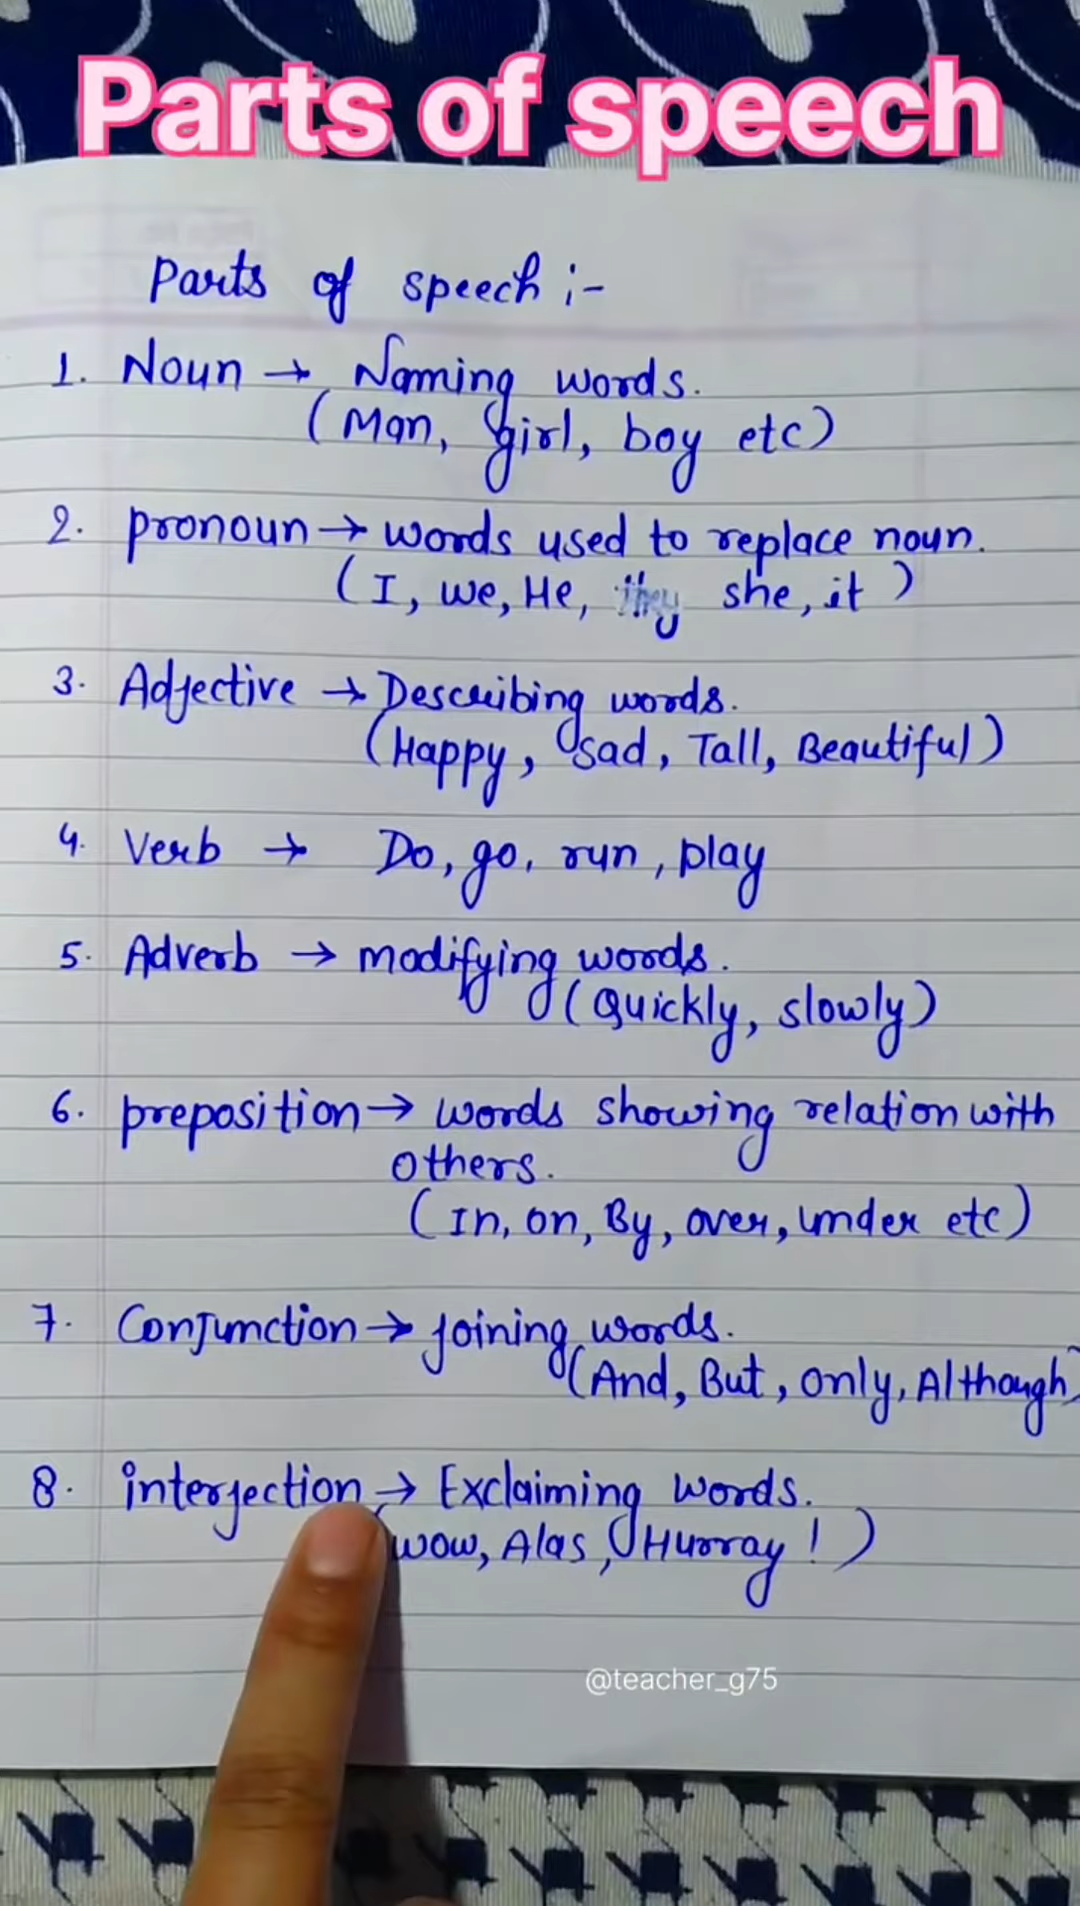 Parts of speech
Parts of speech :-
1. Noun → Naming words.
(Man, girl, boy etc)
2. pronoun → words used to replace noun.
(I, we, He, they she, it)
3. Adjective → Describing words.
(Happy, Sad, Tall, Beautiful)
4. Verb → Do, go, run, play
5. Adverb → modifying words.
(Quickly, slowly)
6. preposition → words showing relation with
others.
(In, on, By, over, under etc)
7. Conjunction → Joining words.
(And, But, only, Although)
8. interjection → Exclaiming words.
(wow, Alas, Hurray!)
@teacher_g75